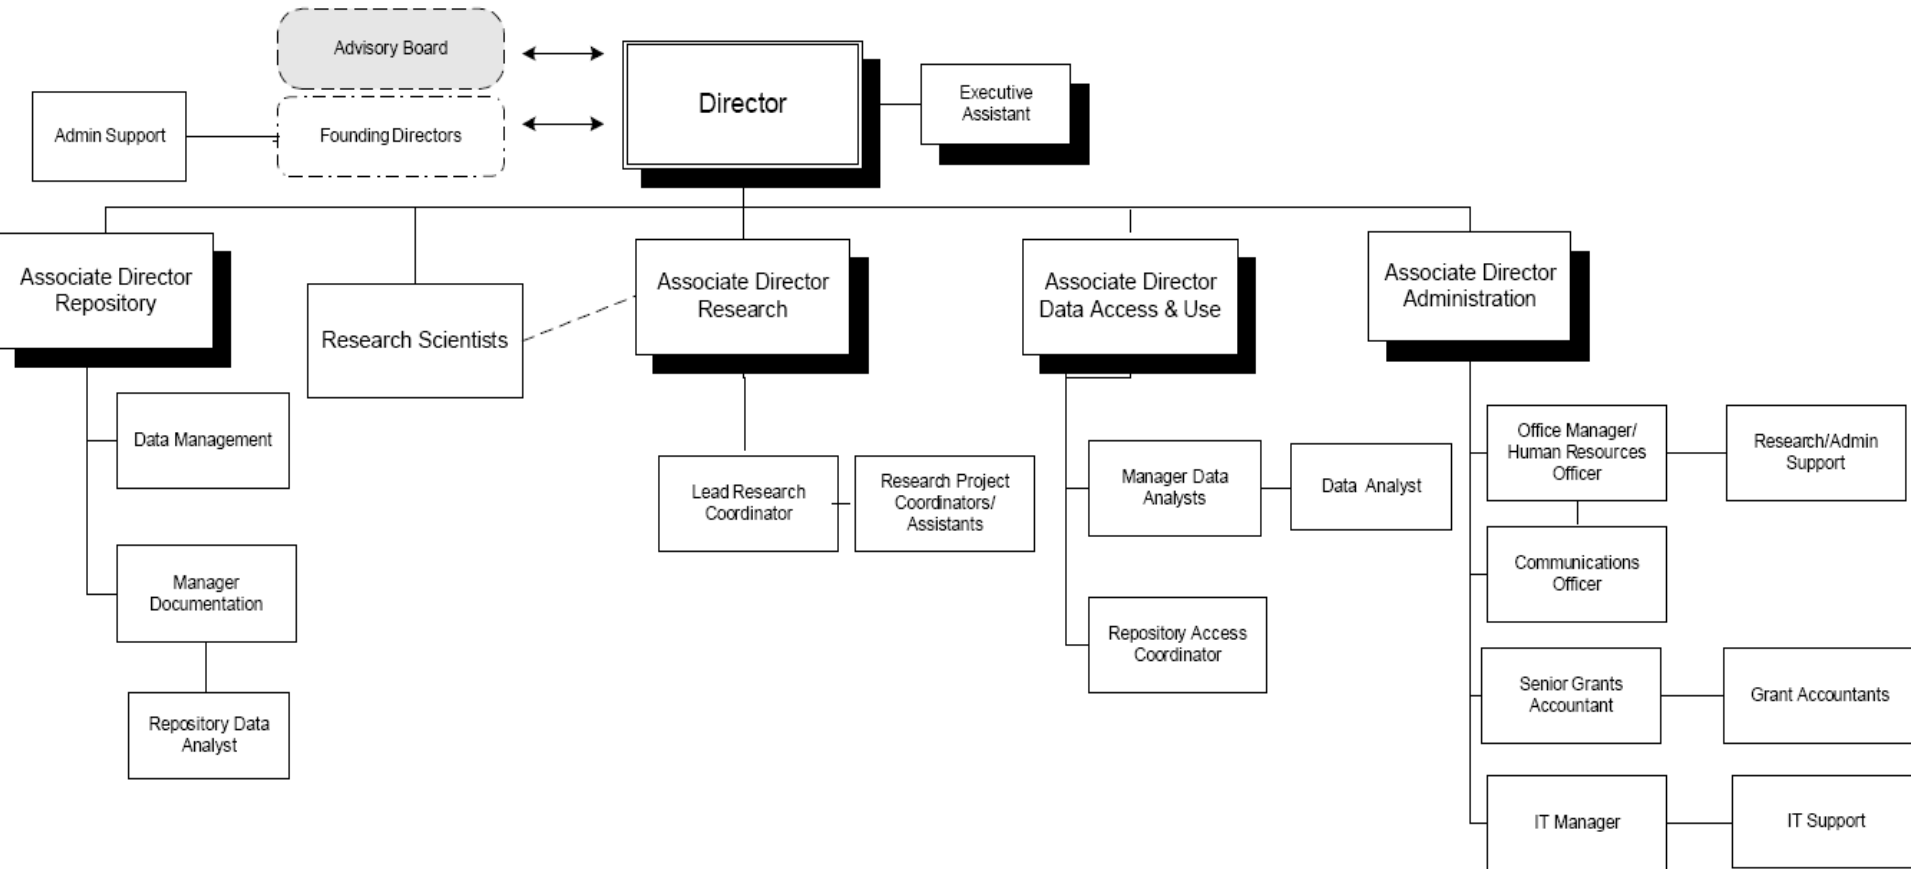 Advisory Board
Director
Executive
Assistant
Admin Support
Founding Directors
Associate Director
Repository
Research Scientists
Associate Director
Research
Associate Director
Data Access & Use
Associate Director
Administration
Data Management
Manager
Documentation
Repository Data
Analyst
Lead Research
Coordinator
Research Project
Coordinators/
Assistants
Manager Data
Analysts
Data Analyst
Repository Access
Coordinator
Office Manager/
Human Resources
Officer
Research/Admin
Support
Communications
Officer
Senior Grants
Accountant
Grant Accountants
IT Manager
IT Support